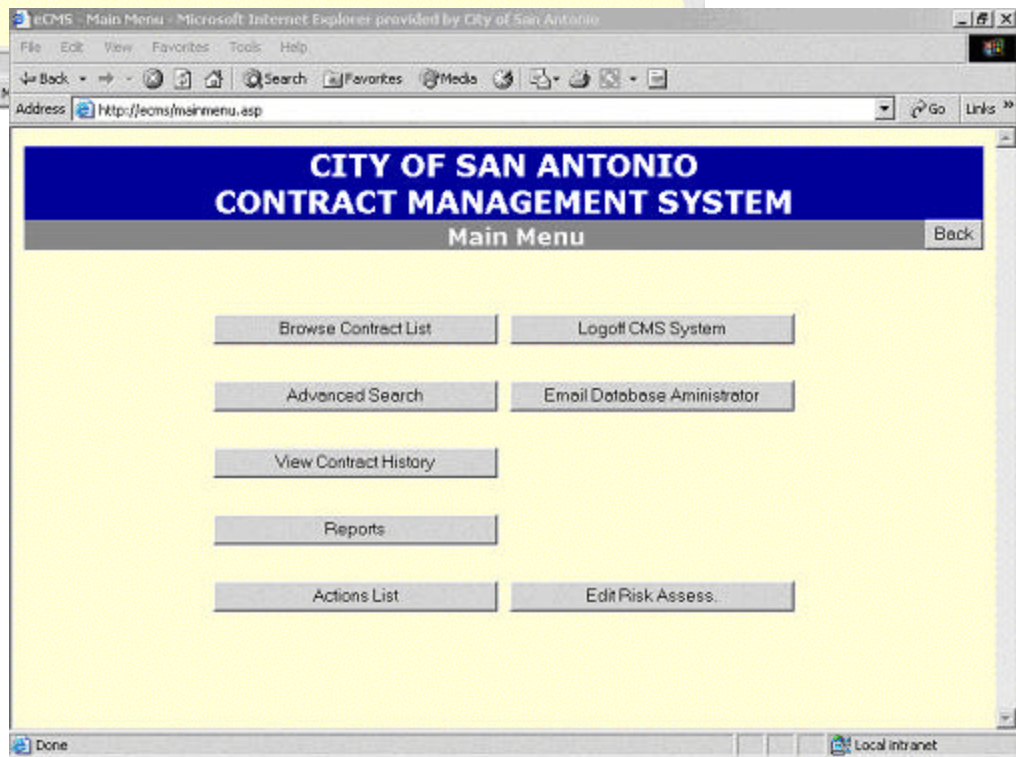 eCMS - Main Menu - Microsoft Internet Explorer provided by City of San Antonio
File Edit View Favorites Tools Help
Back Search Favorites Media
Address http://ecms/mainmenu.asp Go Links »
CITY OF SAN ANTONIO
CONTRACT MANAGEMENT SYSTEM
Main Menu Back
Browse Contract List Logoff CMS System
Advanced Search Email Database Aministrator
View Contract History
Reports
Actions List Edit Risk Assess.
Done Local intranet